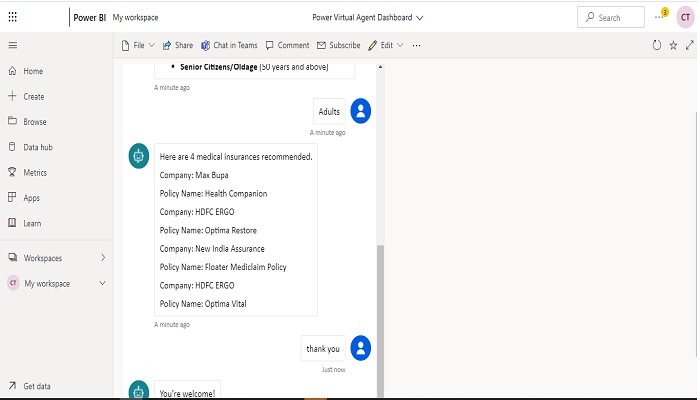 Power BI My workspace
Power Virtual Agent Dashboard
Search
3
CT
File
Share
Chat in Teams
Comment
Subscribe
Edit
Home
Create
Browse
Data hub
Metrics
Apps
Learn
Workspaces
CT My workspace
Get data
• Senior Citizens/Oldage (50 years and above)
A minute ago
Adults
A minute ago
Here are 4 medical insurances recommended.
Company: Max Bupa
Policy Name: Health Companion
Company: HDFC ERGO
Policy Name: Optima Restore
Company: New India Assurance
Policy Name: Floater Mediclaim Policy
Company: HDFC ERGO
Policy Name: Optima Vital
A minute ago
thank you
Just now
You're welcome!